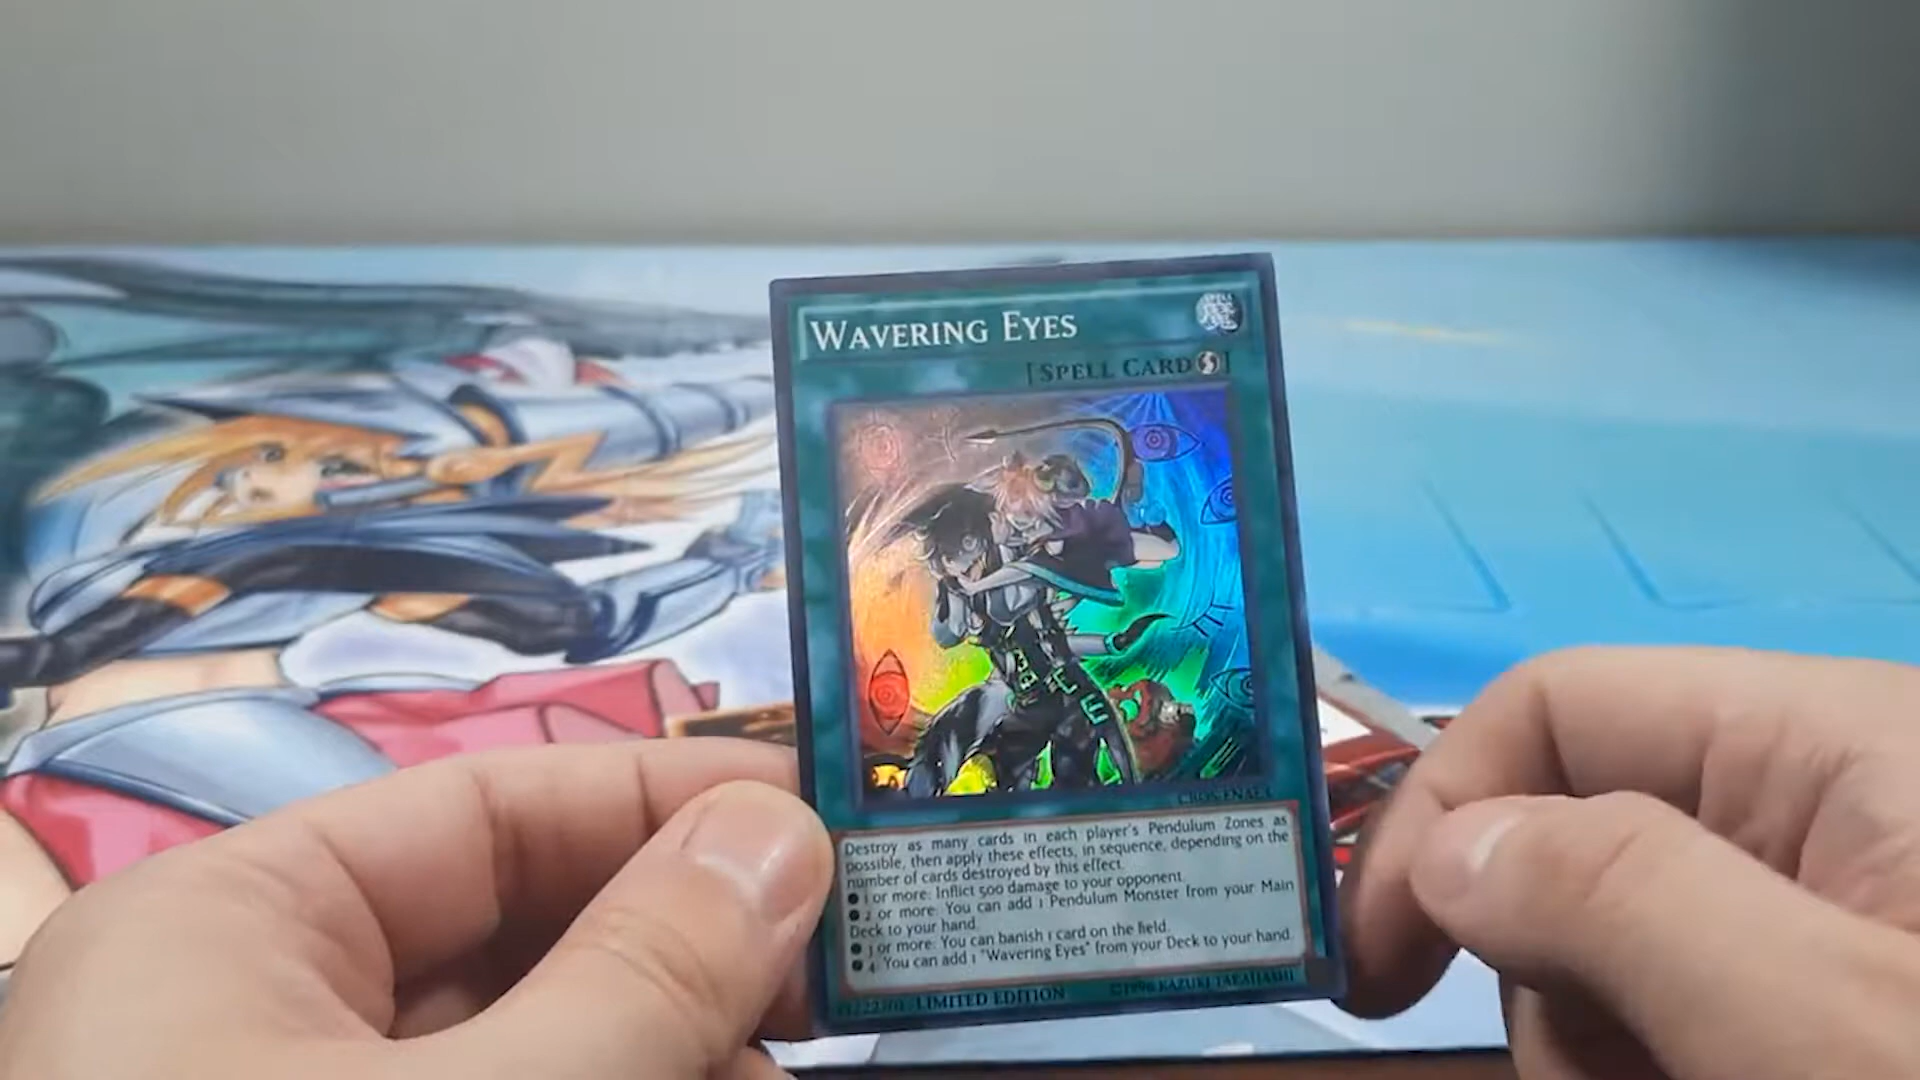 WAVERING EYES
[SPELL CARD]
Destroy as many cards in each player's Pendulum Zones as
possible, then apply these effects, in sequence, depending on the
number of cards destroyed by this effect.
● 1 or more: Inflict 500 damage to your opponent.
● 2 or more: You can add 1 Pendulum Monster from your Main
Deck to your hand.
● 3 or more: You can banish 1 card on the field.
● 4: You can add 1 "Wavering Eyes" from your Deck to your hand.
LIMITED EDITION
©1996 KAZUKI TAKAHASHI